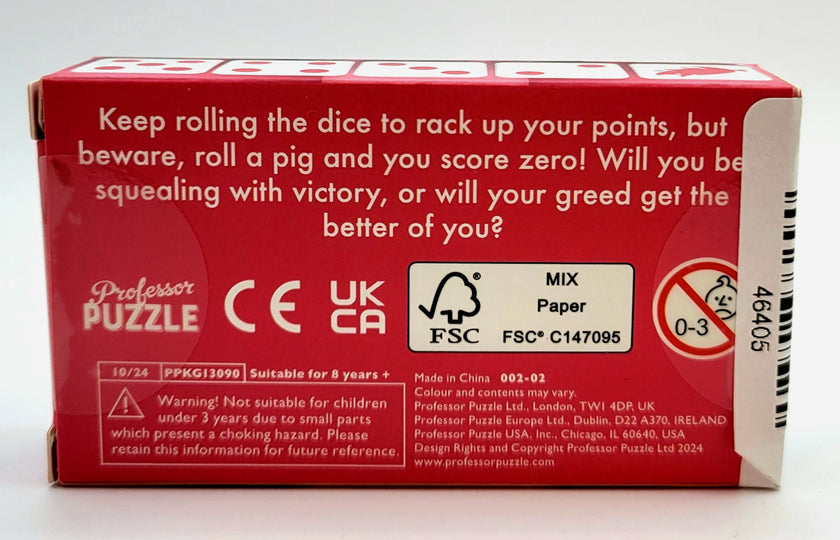 Keep rolling the dice to rack up your points, but
beware, roll a pig and you score zero! Will you be
squealing with victory, or will your greed get the
better of you?
Professor
PUZZLE
CE
UK
CA
FSC®
MIX
Paper
FSC® C147095
0-3
46405
10/24 PPKG13090 Suitable for 8 years +
Warning! Not suitable for children
under 3 years due to small parts
which present a choking hazard. Please
retain this information for future reference.
Made in China 002-02
Colour and contents may vary.
Professor Puzzle Ltd., London, TW1 4DP, UK
Professor Puzzle Europe Ltd., Dublin, D22 A370, IRELAND
Professor Puzzle USA, Inc., Chicago, IL 60640, USA
Design Rights and Copyright Professor Puzzle Ltd 2024
www.professorpuzzle.com